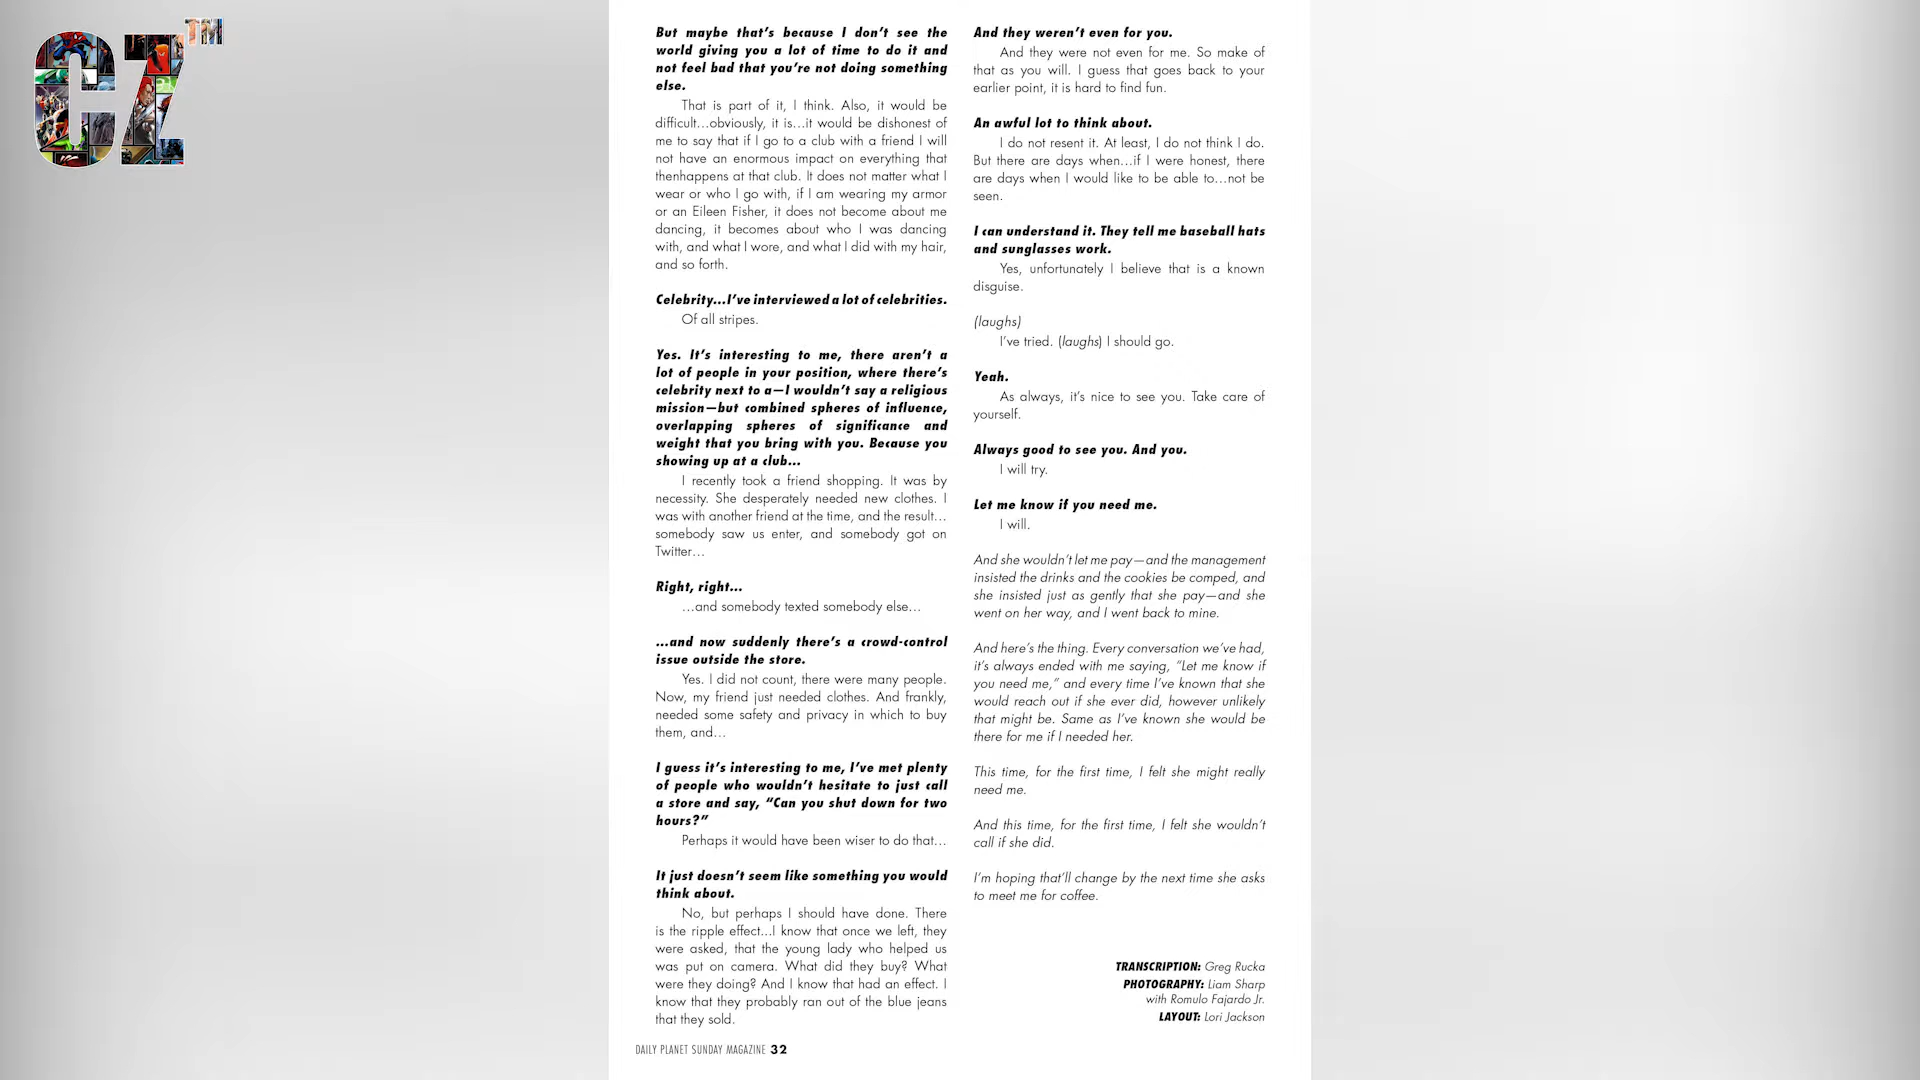 CZ™
But maybe that's because I don't see the
world giving you a lot of time to do it and
not feel bad that you're not doing something
else.
That is part of it, I think. Also, it would be
difficult...obviously, it is...it would be dishonest of
me to say that if I go to a club with a friend I will
not have an enormous impact on everything that
thenhappens at that club. It does not matter what I
wear or who I go with, if I am wearing my armor
or an Eileen Fisher, it does not become about me
dancing, it becomes about who I was dancing
with, and what I wore, and what I did with my hair,
and so forth.
Celebrity...I've interviewed a lot of celebrities.
Of all stripes.
Yes. It's interesting to me, there aren't a
lot of people in your position, where there's
celebrity next to a—I wouldn't say a religious
mission—but combined spheres of influence,
overlapping spheres of significance and
weight that you bring with you. Because you
showing up at a club...
I recently took a friend shopping. It was by
necessity. She desperately needed new clothes. I
was with another friend at the time, and the result...
somebody saw us enter, and somebody got on
Twitter...
Right, right...
...and somebody texted somebody else...
...and now suddenly there's a crowd-control
issue outside the store.
Yes. I did not count, there were many people.
Now, my friend just needed clothes. And frankly,
needed some safety and privacy in which to buy
them, and...
I guess it's interesting to me, I've met plenty
of people who wouldn't hesitate to just call
a store and say, "Can you shut down for two
hours?"
Perhaps it would have been wiser to do that...
It just doesn't seem like something you would
think about.
No, but perhaps I should have done. There
is the ripple effect...I know that once we left, they
were asked, that the young lady who helped us
was put on camera. What did they buy? What
were they doing? And I know that had an effect. I
know that they probably ran out of the blue jeans
that they sold.
And they weren't even for you.
And they were not even for me. So make of
that as you will. I guess that goes back to your
earlier point, it is hard to find fun.
An awful lot to think about.
I do not resent it. At least, I do not think I do.
But there are days when...if I were honest, there
are days when I would like to be able to...not be
seen.
I can understand it. They tell me baseball hats
and sunglasses work.
Yes, unfortunately I believe that is a known
disguise.
(laughs)
I've tried. (laughs) I should go.
Yeah.
As always, it's nice to see you. Take care of
yourself.
Always good to see you. And you.
I will try.
Let me know if you need me.
I will.
And she wouldn't let me pay—and the management
insisted the drinks and the cookies be comped, and
she insisted just as gently that she pay—and she
went on her way, and I went back to mine.
And here's the thing. Every conversation we've had,
it's always ended with me saying, "Let me know if
you need me," and every time I've known that she
would reach out if she ever did, however unlikely
that might be. Same as I've known she would be
there for me if I needed her.
This time, for the first time, I felt she might really
need me.
And this time, for the first time, I felt she wouldn't
call if she did.
I'm hoping that'll change by the next time she asks
to meet me for coffee.
TRANSCRIPTION: Greg Rucka
PHOTOGRAPHY: Liam Sharp
with Romulo Fajardo Jr.
LAYOUT: Lori Jackson
DAILY PLANET SUNDAY MAGAZINE 32